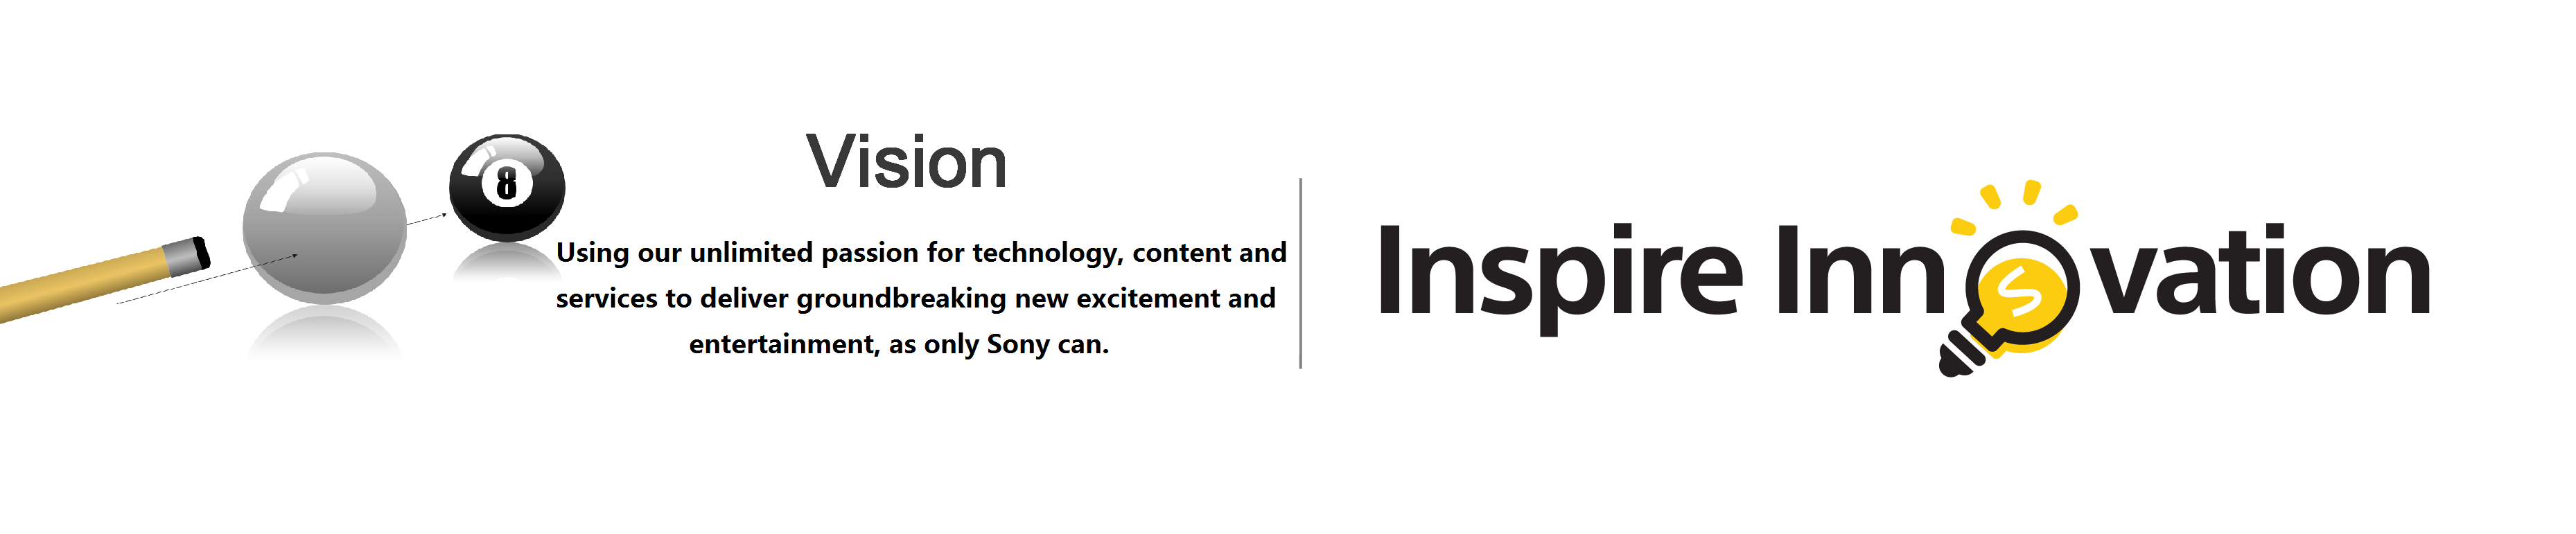 8
Vision
Using our unlimited passion for technology, content and
services to deliver groundbreaking new excitement and
entertainment, as only Sony can.
Inspire Innovation